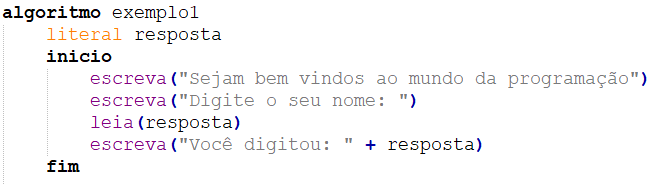 algoritmo exemplo1
literal resposta
inicio
escreva("Sejam bem vindos ao mundo da programação")
escreva("Digite o seu nome: ")
leia(resposta)
escreva("Você digitou: " + resposta)
fim